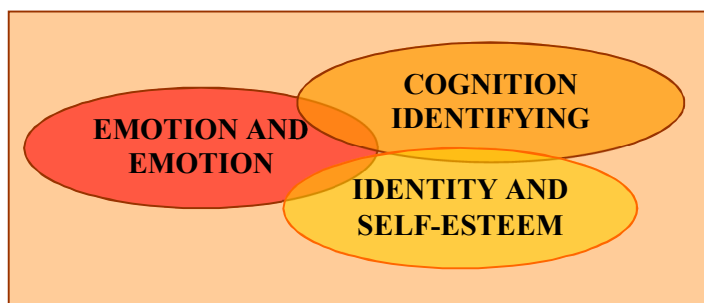 EMOTION AND
EMOTION
COGNITION
IDENTIFYING
IDENTITY AND
SELF-ESTEEM